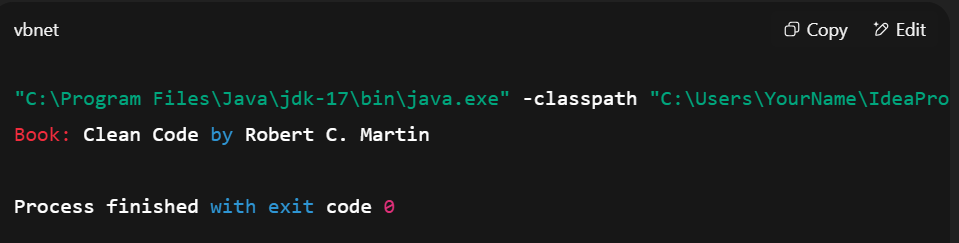 vbnet
Copy
Edit
"C:\Program Files\Java\jdk-17\bin\java.exe" -classpath "C:\Users\YourName\IdeaPro
Book: Clean Code by Robert C. Martin
Process finished with exit code 0